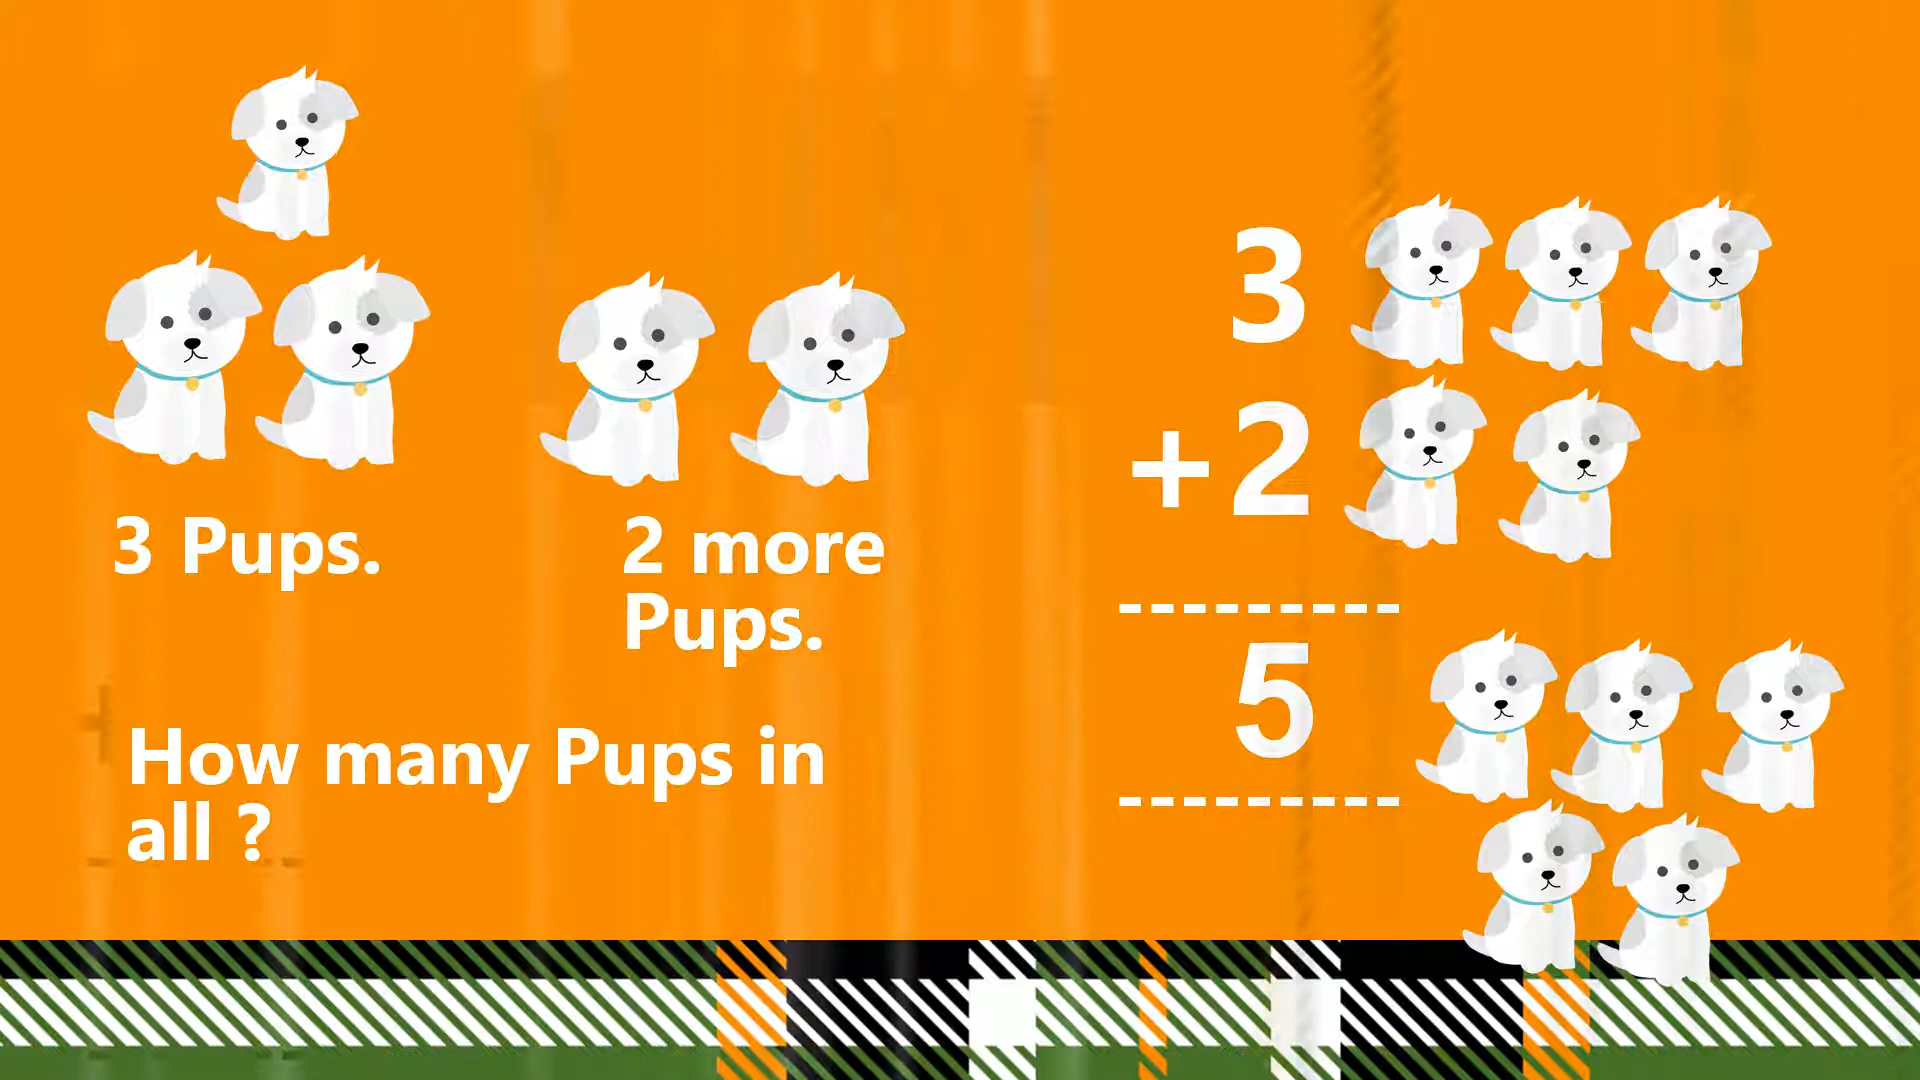 3 Pups.
2 more
Pups.
How many Pups in
all ?
3
+2
---------
5
---------